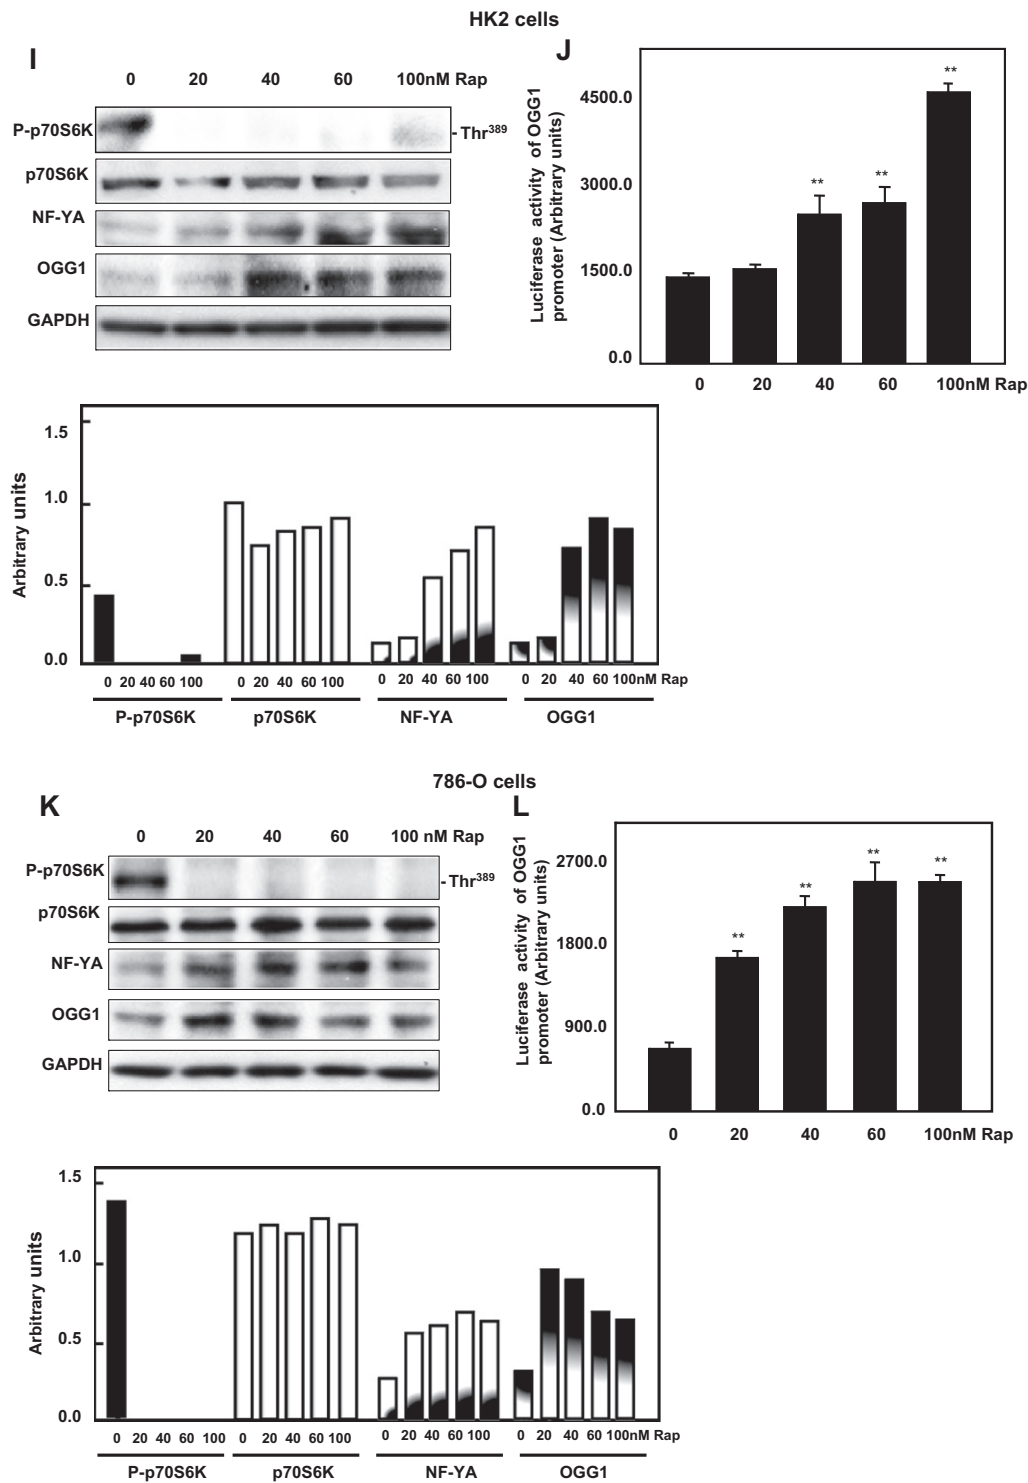 HK2 cells
I
0 20 40 60 100nM Rap
P-p70S6K
- Thr389
p70S6K
NF-YA
OGG1
GAPDH
J
Luciferase activity of OGG1
promoter (Arbitrary units)
4500.0
3000.0
1500.0
0.0
** ** **
0 20 40 60 100nM Rap
Arbitrary units
1.5
1.0
0.5
0.0
0 20 40 60 100 0 20 40 60 100 0 20 40 60 100 0 20 40 60 100nM Rap
P-p70S6K p70S6K NF-YA OGG1
786-O cells
K
0 20 40 60 100 nM Rap
P-p70S6K
- Thr389
p70S6K
NF-YA
OGG1
GAPDH
L
Luciferase activity of OGG1
promoter (Arbitrary units)
2700.0
1800.0
900.0
0.0
** ** ** **
0 20 40 60 100nM Rap
Arbitrary units
1.5
1.0
0.5
0.0
0 20 40 60 100 0 20 40 60 100 0 20 40 60 100 0 20 40 60 100nM Rap
P-p70S6K p70S6K NF-YA OGG1